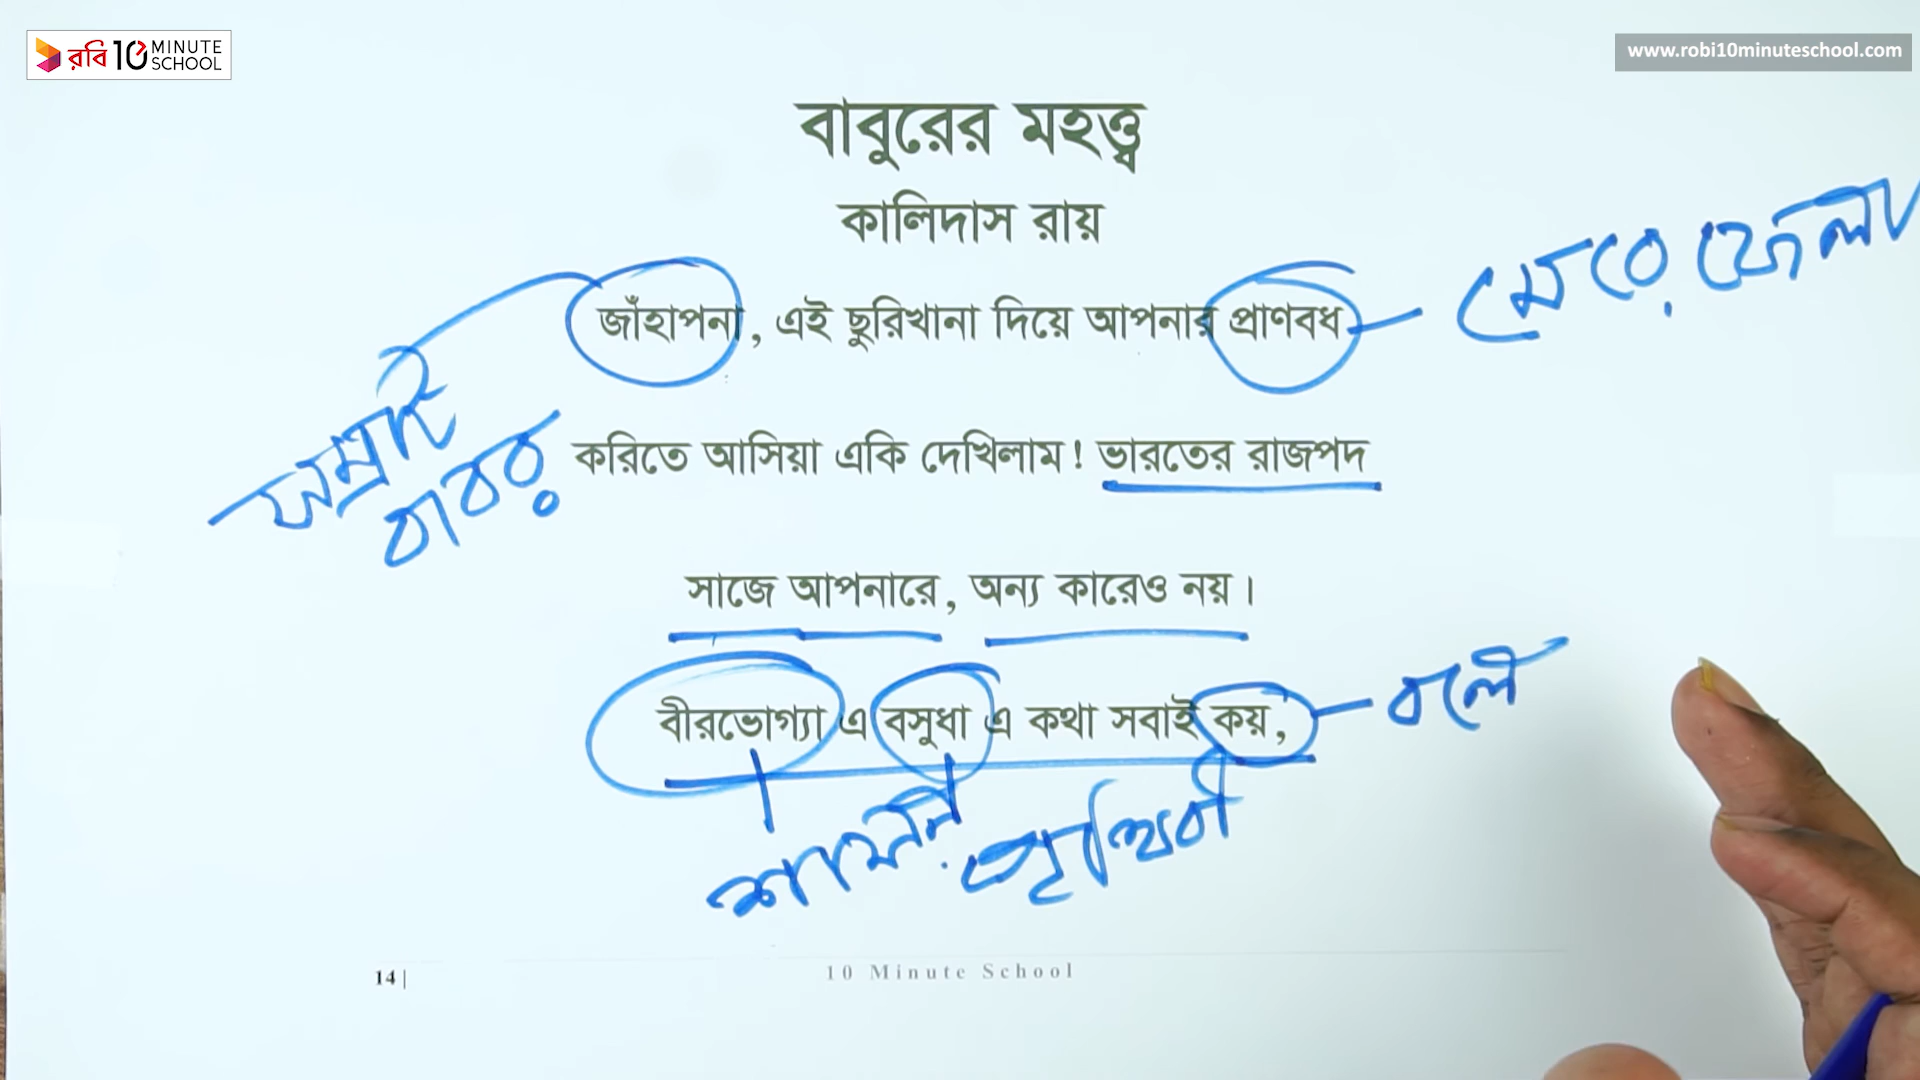 রবি 10 MINUTE SCHOOL
www.robi10minuteschool.com
বাবুরের মহত্ত্ব
কালিদাস রায়
মেরে ফেলা
জাঁহাপনা, এই ছুরিখানা দিয়ে আপনার প্রাণবধ
সম্রাট
বাবর
করিতে আসিয়া একি দেখিলাম! ভারতের রাজপদ
সাজে আপনারে, অন্য কারেও নয়।
বীরভোগ্যা এ বসুধা এ কথা সবাই কয়,
বলে
শাসন পৃথিবী
14 |
10 Minute School